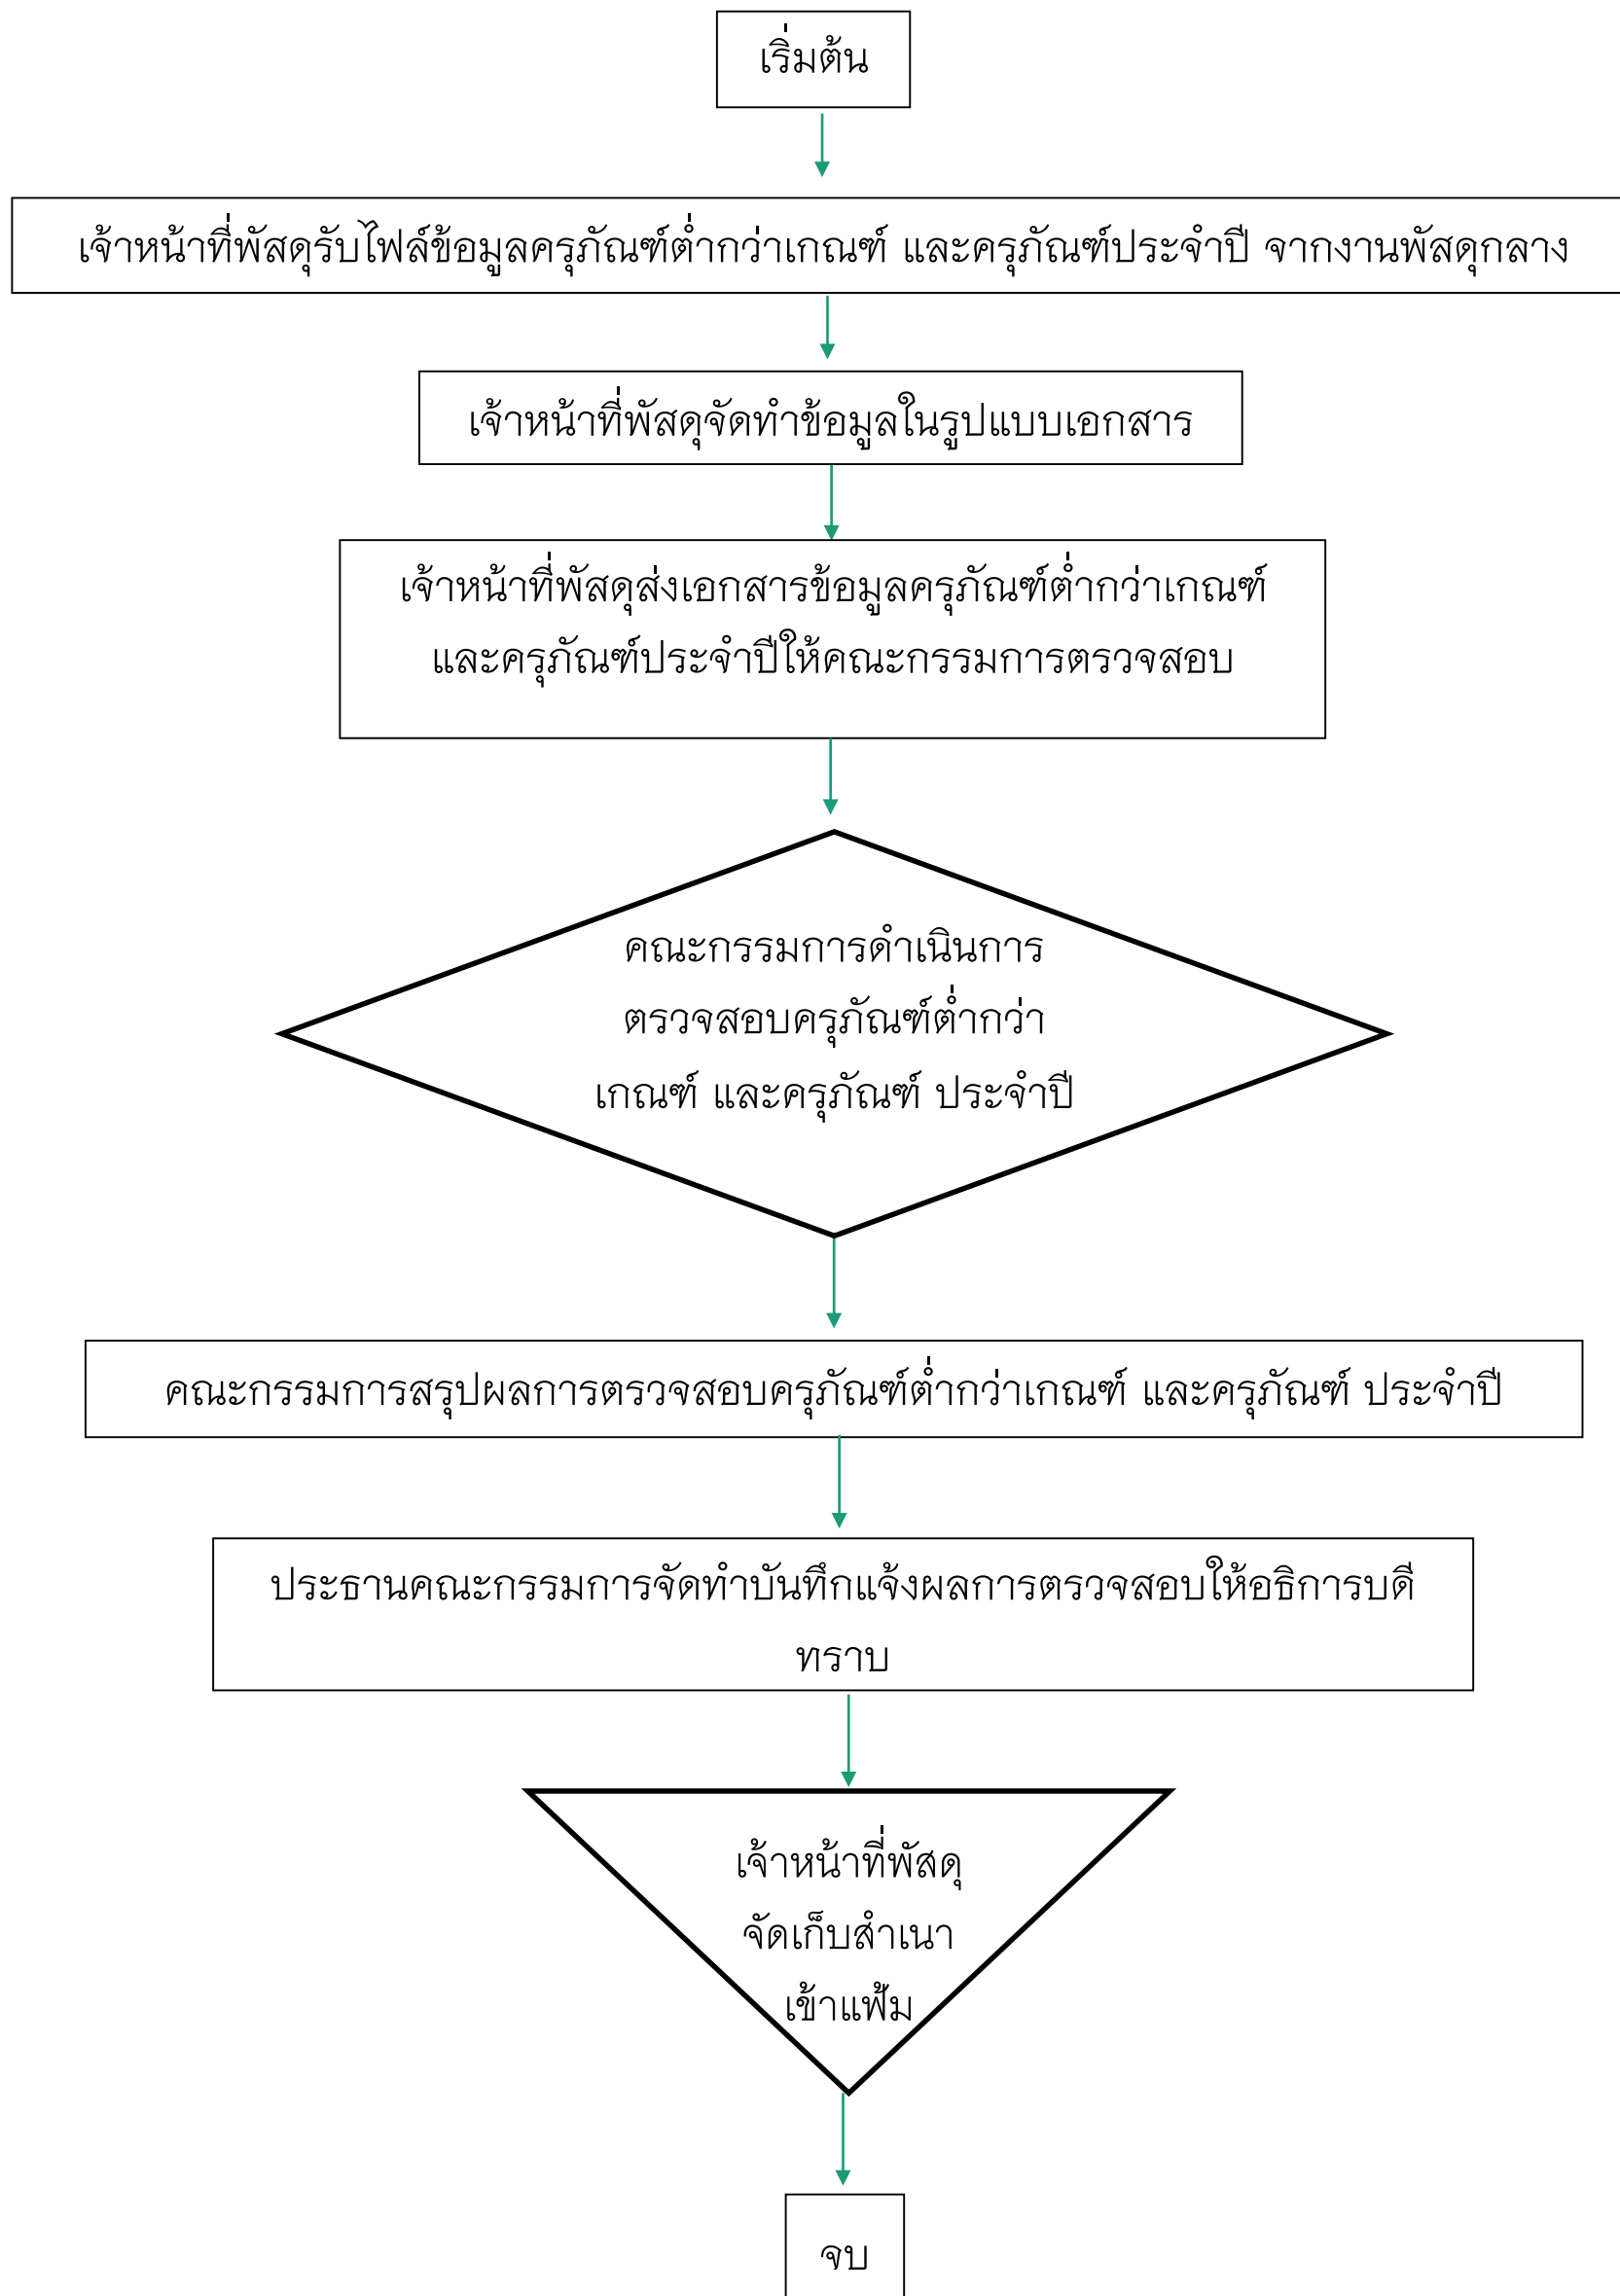 เริ่มต้น
เจ้าหน้าที่พัสดุรับไฟล์ข้อมูลครุภัณฑ์ต่ำกว่าเกณฑ์ และครุภัณฑ์ประจำปี จากงานพัสดุกลาง
เจ้าหน้าที่พัสดุจัดทำข้อมูลในรูปแบบเอกสาร
เจ้าหน้าที่พัสดุส่งเอกสารข้อมูลครุภัณฑ์ต่ำกว่าเกณฑ์
และครุภัณฑ์ประจำปีให้คณะกรรมการตรวจสอบ
คณะกรรมการดำเนินการ
ตรวจสอบครุภัณฑ์ต่ำกว่า
เกณฑ์ และครุภัณฑ์ ประจำปี
คณะกรรมการสรุปผลการตรวจสอบครุภัณฑ์ต่ำกว่าเกณฑ์ และครุภัณฑ์ ประจำปี
ประธานคณะกรรมการจัดทำบันทึกแจ้งผลการตรวจสอบให้อธิการบดี
ทราบ
เจ้าหน้าที่พัสดุ
จัดเก็บสำเนา
เข้าแฟ้ม
จบ